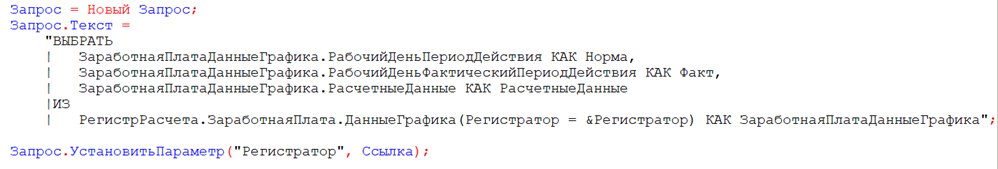 Запрос = Новый Запрос;
Запрос.Текст =
"ВЫБРАТЬ
| ЗаработнаяПлатаДанныеГрафика.РабочийДеньПериодДействия КАК Норма,
| ЗаработнаяПлатаДанныеГрафика.РабочийДеньФактическийПериодДействия КАК Факт,
| ЗаработнаяПлатаДанныеГрафика.РасчетныеДанные КАК РасчетныеДанные
|ИЗ
| РегистрРасчета.ЗаработнаяПлата.ДанныеГрафика(Регистратор = &Регистратор) КАК ЗаработнаяПлатаДанныеГрафика";
Запрос.УстановитьПараметр("Регистратор", Ссылка);